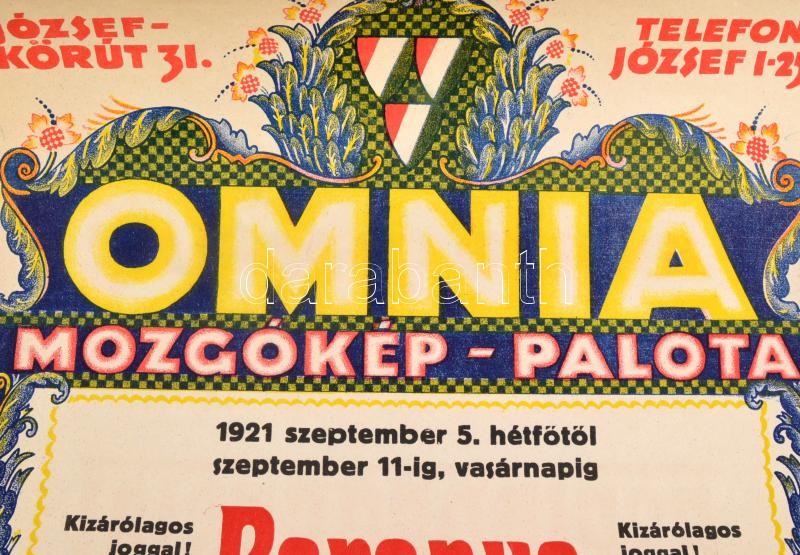 JÓZSEF-
KÖRÚT 31.
TELEFON
JÓZSEF 1-25
OMNIA
darabanth
MOZGÓKÉP - PALOTA
1921 szeptember 5. hétfőtől
szeptember 11-ig, vasárnapig
Kizárólagos
joggal!
Kizárólagos
joggal!